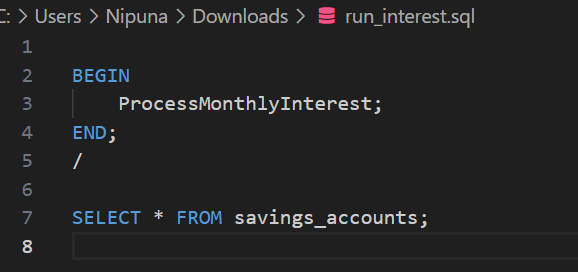 C: > Users > Nipuna > Downloads > run_interest.sql
1
2 BEGIN
3     ProcessMonthlyInterest;
4 END;
5 /
6
7 SELECT * FROM savings_accounts;
8